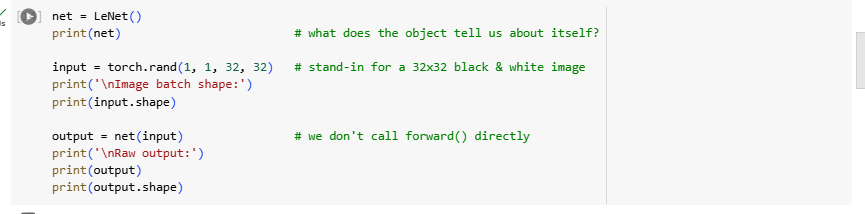 net = LeNet()
print(net)                         # what does the object tell us about itself?
input = torch.rand(1, 1, 32, 32)   # stand-in for a 32x32 black & white image
print('\nImage batch shape:')
print(input.shape)
output = net(input)                # we don't call forward() directly
print('\nRaw output:')
print(output)
print(output.shape)